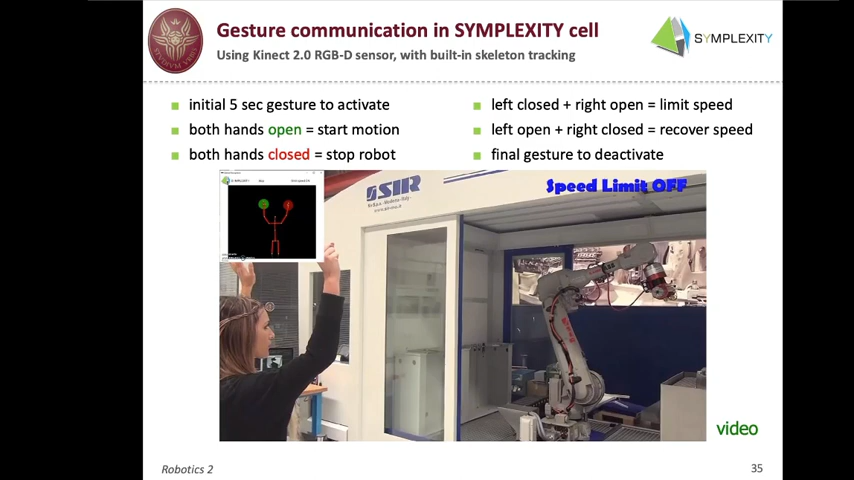 Gesture communication in SYMPLEXITY cell
Using Kinect 2.0 RGB-D sensor, with built-in skeleton tracking
SYMPLEXITY
initial 5 sec gesture to activate
both hands open = start motion
both hands closed = stop robot
left closed + right open = limit speed
left open + right closed = recover speed
final gesture to deactivate
SIR
Speed Limit OFF
video
Robotics 2
35